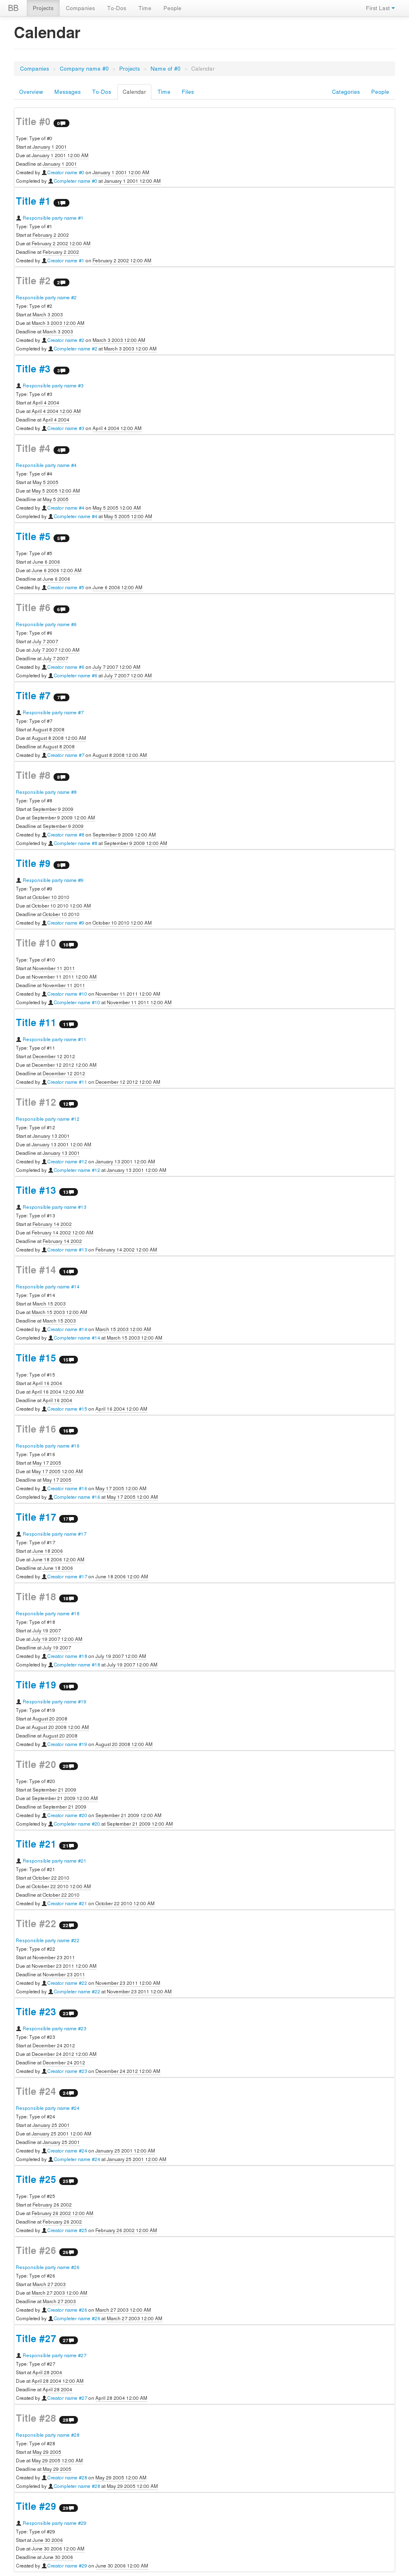 BB Projects Companies To-Dos Time People First Last
Calendar
Companies Company name #0 Projects Name of #0 Calendar
Overview Messages To-Dos Calendar Time Files Categories People
Title #0 0
Type: Type of #0
Start at January 1 2001
Due at January 1 2001 12:00 AM
Deadline at January 1 2001
Created by Creator name #0 on January 1 2001 12:00 AM
Completed by Completer name #0 at January 1 2001 12:00 AM
Title #1 1
Responsible party name #1
Type: Type of #1
Start at February 2 2002
Due at February 2 2002 12:00 AM
Deadline at February 2 2002
Created by Creator name #1 on February 2 2002 12:00 AM
Title #2 2
Responsible party name #2
Type: Type of #2
Start at March 3 2003
Due at March 3 2003 12:00 AM
Deadline at March 3 2003
Created by Creator name #2 on March 3 2003 12:00 AM
Completed by Completer name #2 at March 3 2003 12:00 AM
Title #3 3
Responsible party name #3
Type: Type of #3
Start at April 4 2004
Due at April 4 2004 12:00 AM
Deadline at April 4 2004
Created by Creator name #3 on April 4 2004 12:00 AM
Title #4 4
Responsible party name #4
Type: Type of #4
Start at May 5 2005
Due at May 5 2005 12:00 AM
Deadline at May 5 2005
Created by Creator name #4 on May 5 2005 12:00 AM
Completed by Completer name #4 at May 5 2005 12:00 AM
Title #5 5
Type: Type of #5
Start at June 6 2006
Due at June 6 2006 12:00 AM
Deadline at June 6 2006
Created by Creator name #5 on June 6 2006 12:00 AM
Title #6 6
Responsible party name #6
Type: Type of #6
Start at July 7 2007
Due at July 7 2007 12:00 AM
Deadline at July 7 2007
Created by Creator name #6 on July 7 2007 12:00 AM
Completed by Completer name #6 at July 7 2007 12:00 AM
Title #7 7
Responsible party name #7
Type: Type of #7
Start at August 8 2008
Due at August 8 2008 12:00 AM
Deadline at August 8 2008
Created by Creator name #7 on August 8 2008 12:00 AM
Title #8 8
Responsible party name #8
Type: Type of #8
Start at September 9 2009
Due at September 9 2009 12:00 AM
Deadline at September 9 2009
Created by Creator name #8 on September 9 2009 12:00 AM
Completed by Completer name #8 at September 9 2009 12:00 AM
Title #9 9
Responsible party name #9
Type: Type of #9
Start at October 10 2010
Due at October 10 2010 12:00 AM
Deadline at October 10 2010
Created by Creator name #9 on October 10 2010 12:00 AM
Title #10 10
Type: Type of #10
Start at November 11 2011
Due at November 11 2011 12:00 AM
Deadline at November 11 2011
Created by Creator name #10 on November 11 2011 12:00 AM
Completed by Completer name #10 at November 11 2011 12:00 AM
Title #11 11
Responsible party name #11
Type: Type of #11
Start at December 12 2012
Due at December 12 2012 12:00 AM
Deadline at December 12 2012
Created by Creator name #11 on December 12 2012 12:00 AM
Title #12 12
Responsible party name #12
Type: Type of #12
Start at January 13 2001
Due at January 13 2001 12:00 AM
Deadline at January 13 2001
Created by Creator name #12 on January 13 2001 12:00 AM
Completed by Completer name #12 at January 13 2001 12:00 AM
Title #13 13
Responsible party name #13
Type: Type of #13
Start at February 14 2002
Due at February 14 2002 12:00 AM
Deadline at February 14 2002
Created by Creator name #13 on February 14 2002 12:00 AM
Title #14 14
Responsible party name #14
Type: Type of #14
Start at March 15 2003
Due at March 15 2003 12:00 AM
Deadline at March 15 2003
Created by Creator name #14 on March 15 2003 12:00 AM
Completed by Completer name #14 at March 15 2003 12:00 AM
Title #15 15
Type: Type of #15
Start at April 16 2004
Due at April 16 2004 12:00 AM
Deadline at April 16 2004
Created by Creator name #15 on April 16 2004 12:00 AM
Title #16 16
Responsible party name #16
Type: Type of #16
Start at May 17 2005
Due at May 17 2005 12:00 AM
Deadline at May 17 2005
Created by Creator name #16 on May 17 2005 12:00 AM
Completed by Completer name #16 at May 17 2005 12:00 AM
Title #17 17
Responsible party name #17
Type: Type of #17
Start at June 18 2006
Due at June 18 2006 12:00 AM
Deadline at June 18 2006
Created by Creator name #17 on June 18 2006 12:00 AM
Title #18 18
Responsible party name #18
Type: Type of #18
Start at July 19 2007
Due at July 19 2007 12:00 AM
Deadline at July 19 2007
Created by Creator name #18 on July 19 2007 12:00 AM
Completed by Completer name #18 at July 19 2007 12:00 AM
Title #19 19
Responsible party name #19
Type: Type of #19
Start at August 20 2008
Due at August 20 2008 12:00 AM
Deadline at August 20 2008
Created by Creator name #19 on August 20 2008 12:00 AM
Title #20 20
Type: Type of #20
Start at September 21 2009
Due at September 21 2009 12:00 AM
Deadline at September 21 2009
Created by Creator name #20 on September 21 2009 12:00 AM
Completed by Completer name #20 at September 21 2009 12:00 AM
Title #21 21
Responsible party name #21
Type: Type of #21
Start at October 22 2010
Due at October 22 2010 12:00 AM
Deadline at October 22 2010
Created by Creator name #21 on October 22 2010 12:00 AM
Title #22 22
Responsible party name #22
Type: Type of #22
Start at November 23 2011
Due at November 23 2011 12:00 AM
Deadline at November 23 2011
Created by Creator name #22 on November 23 2011 12:00 AM
Completed by Completer name #22 at November 23 2011 12:00 AM
Title #23 23
Responsible party name #23
Type: Type of #23
Start at December 24 2012
Due at December 24 2012 12:00 AM
Deadline at December 24 2012
Created by Creator name #23 on December 24 2012 12:00 AM
Title #24 24
Responsible party name #24
Type: Type of #24
Start at January 25 2001
Due at January 25 2001 12:00 AM
Deadline at January 25 2001
Created by Creator name #24 on January 25 2001 12:00 AM
Completed by Completer name #24 at January 25 2001 12:00 AM
Title #25 25
Type: Type of #25
Start at February 26 2002
Due at February 26 2002 12:00 AM
Deadline at February 26 2002
Created by Creator name #25 on February 26 2002 12:00 AM
Title #26 26
Responsible party name #26
Type: Type of #26
Start at March 27 2003
Due at March 27 2003 12:00 AM
Deadline at March 27 2003
Created by Creator name #26 on March 27 2003 12:00 AM
Completed by Completer name #26 at March 27 2003 12:00 AM
Title #27 27
Responsible party name #27
Type: Type of #27
Start at April 28 2004
Due at April 28 2004 12:00 AM
Deadline at April 28 2004
Created by Creator name #27 on April 28 2004 12:00 AM
Title #28 28
Responsible party name #28
Type: Type of #28
Start at May 29 2005
Due at May 29 2005 12:00 AM
Deadline at May 29 2005
Created by Creator name #28 on May 29 2005 12:00 AM
Completed by Completer name #28 at May 29 2005 12:00 AM
Title #29 29
Responsible party name #29
Type: Type of #29
Start at June 30 2006
Due at June 30 2006 12:00 AM
Deadline at June 30 2006
Created by Creator name #29 on June 30 2006 12:00 AM